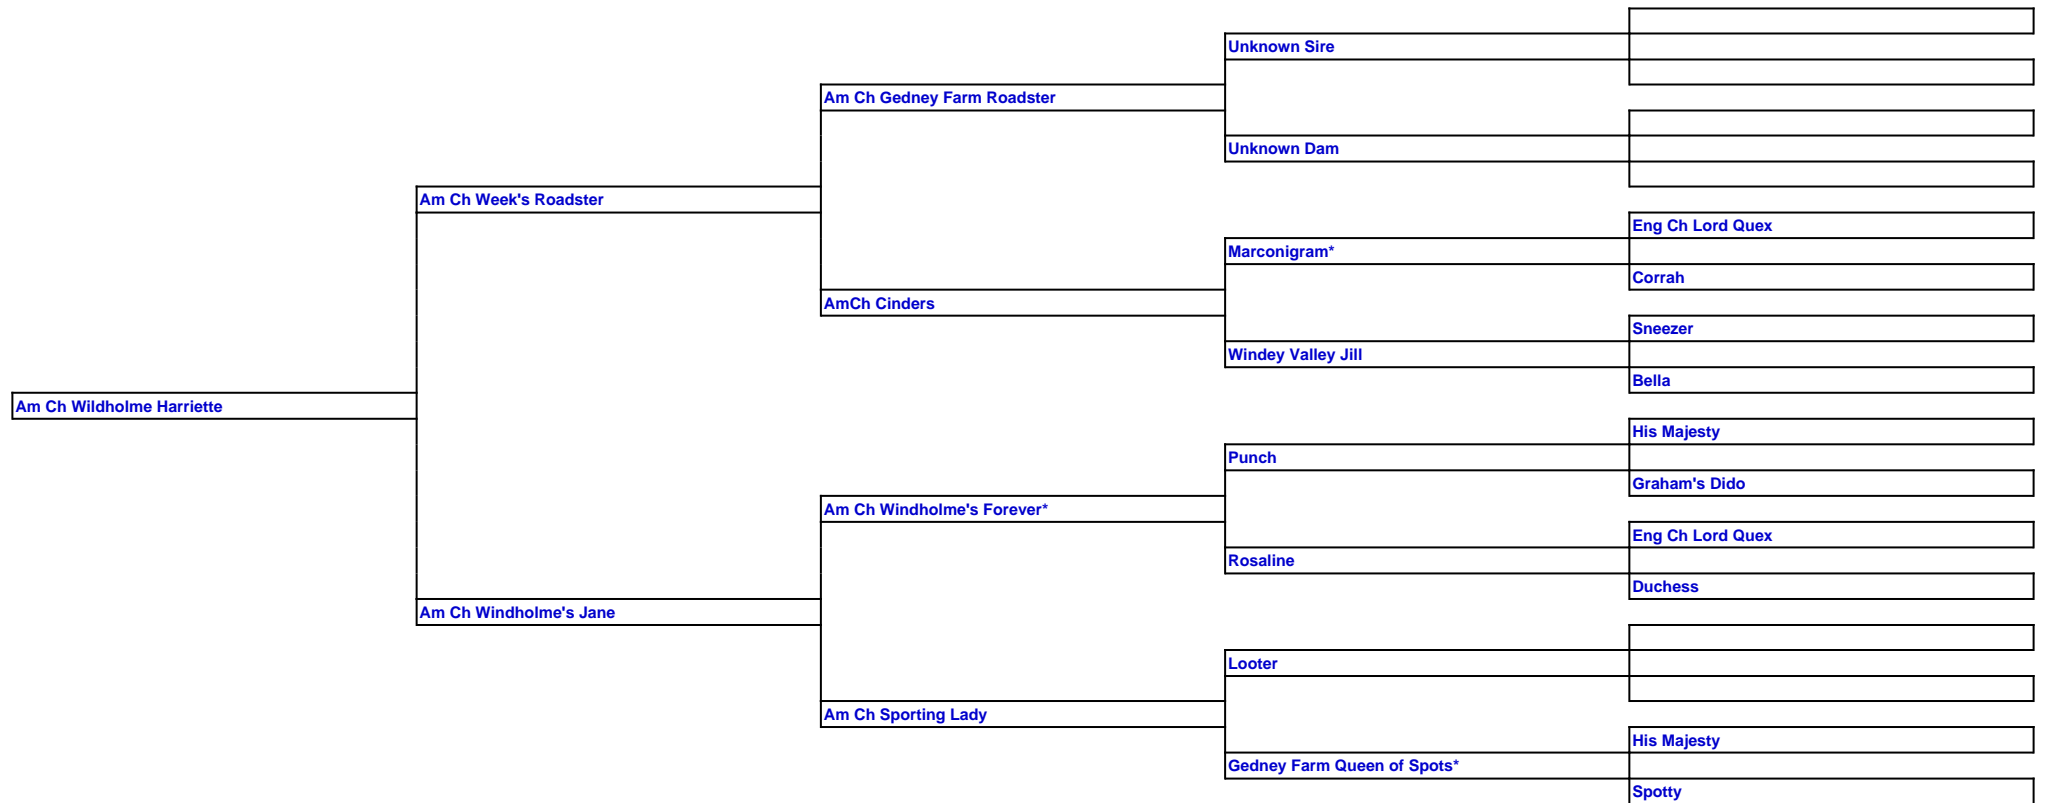 Unknown Sire
Am Ch Gedney Farm Roadster
Unknown Dam
Am Ch Week's Roadster
Eng Ch Lord Quex
Marconigram*
Corrah
AmCh Cinders
Sneezer
Windey Valley Jill
Bella
Am Ch Wildholme Harriette
His Majesty
Punch
Graham's Dido
Am Ch Windholme's Forever*
Eng Ch Lord Quex
Rosaline
Duchess
Am Ch Windholme's Jane
Looter
Am Ch Sporting Lady
His Majesty
Gedney Farm Queen of Spots*
Spotty